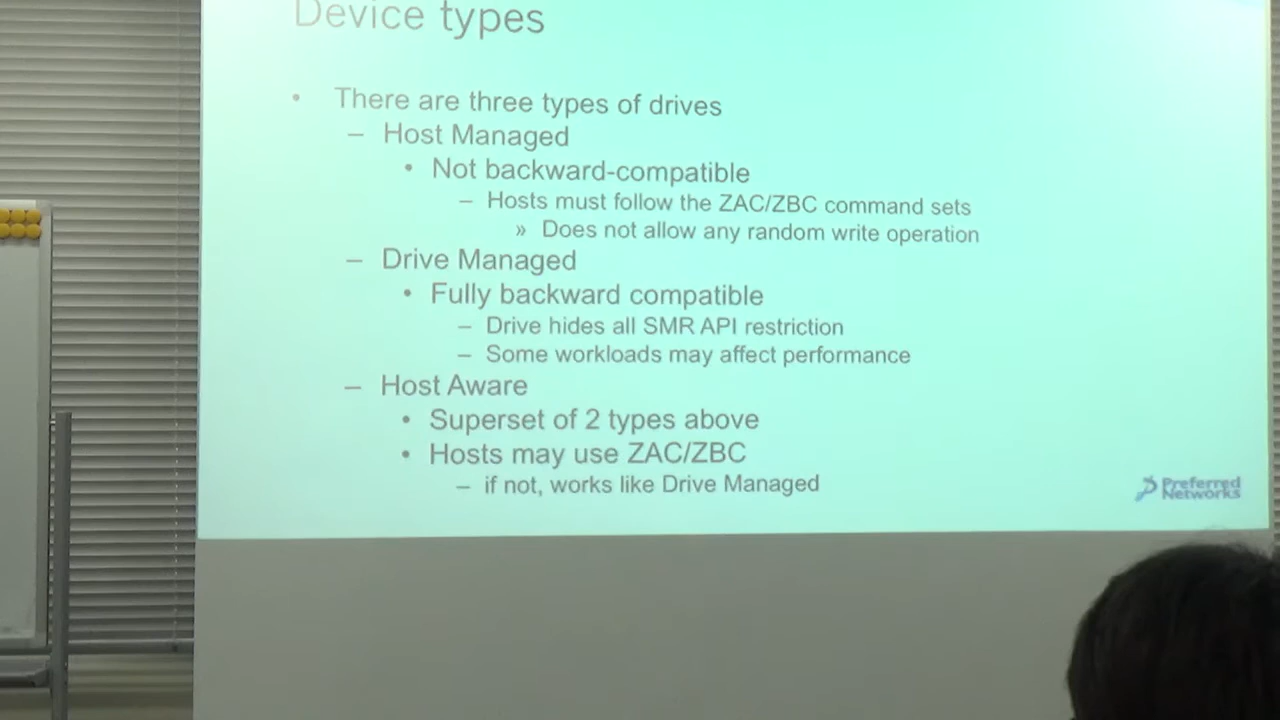 Device types
• There are three types of drives
– Host Managed
• Not backward-compatible
– Hosts must follow the ZAC/ZBC command sets
» Does not allow any random write operation
– Drive Managed
• Fully backward compatible
– Drive hides all SMR API restriction
– Some workloads may affect performance
– Host Aware
• Superset of 2 types above
• Hosts may use ZAC/ZBC
– if not, works like Drive Managed
Preferred
Networks